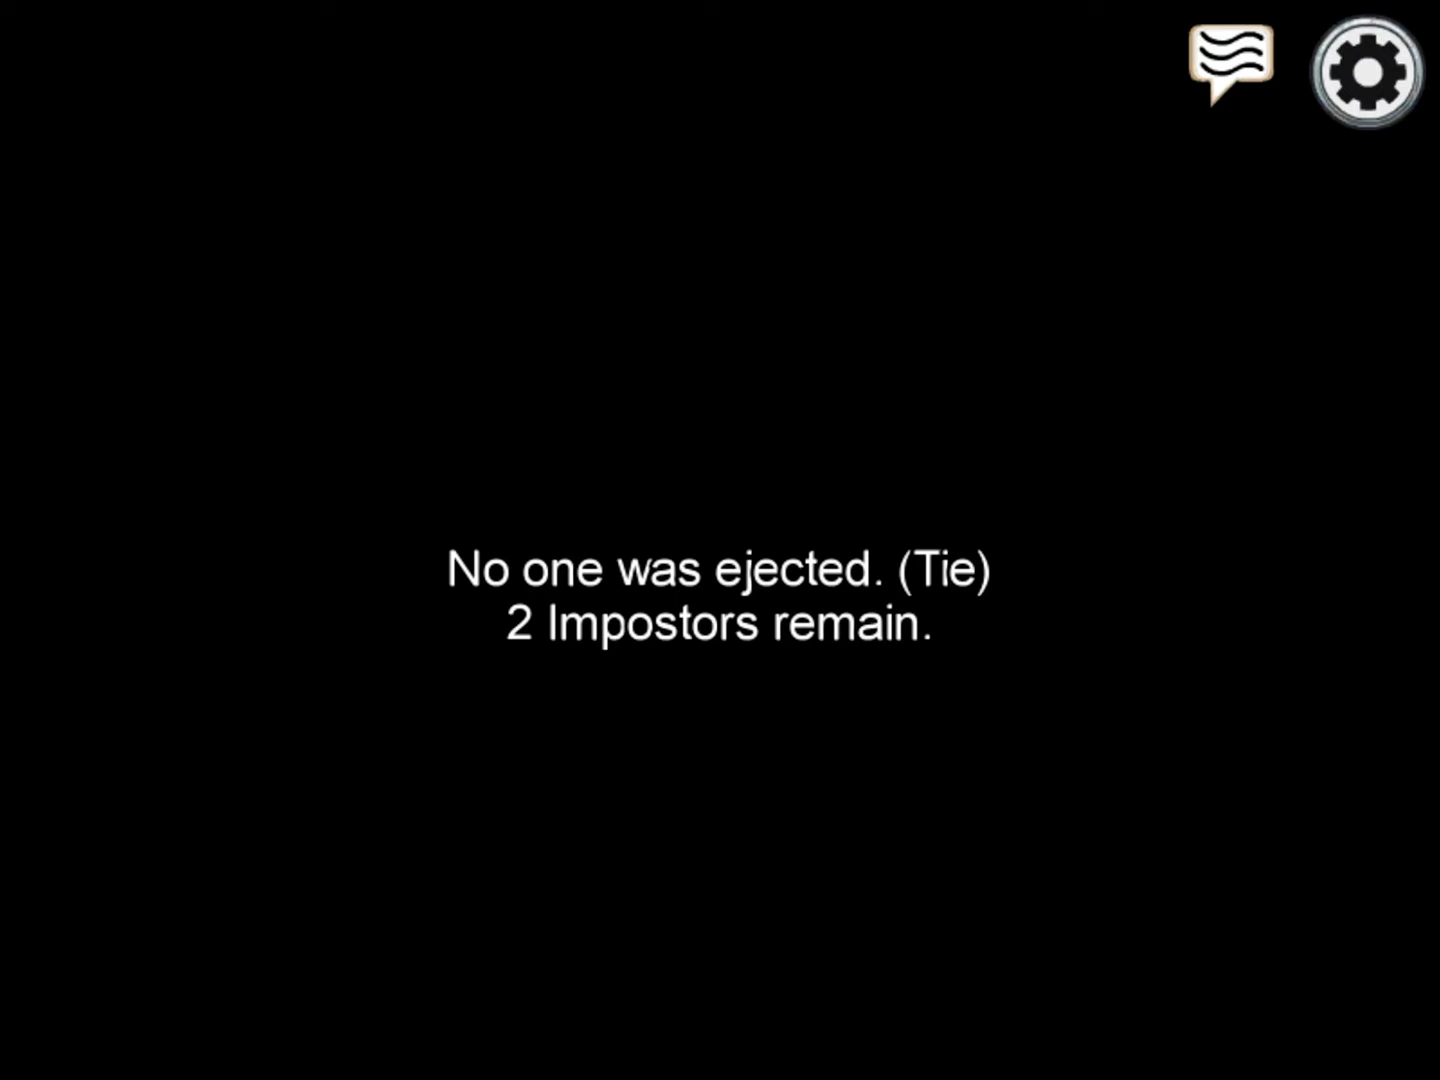 No one was ejected. (Tie)
2 Impostors remain.